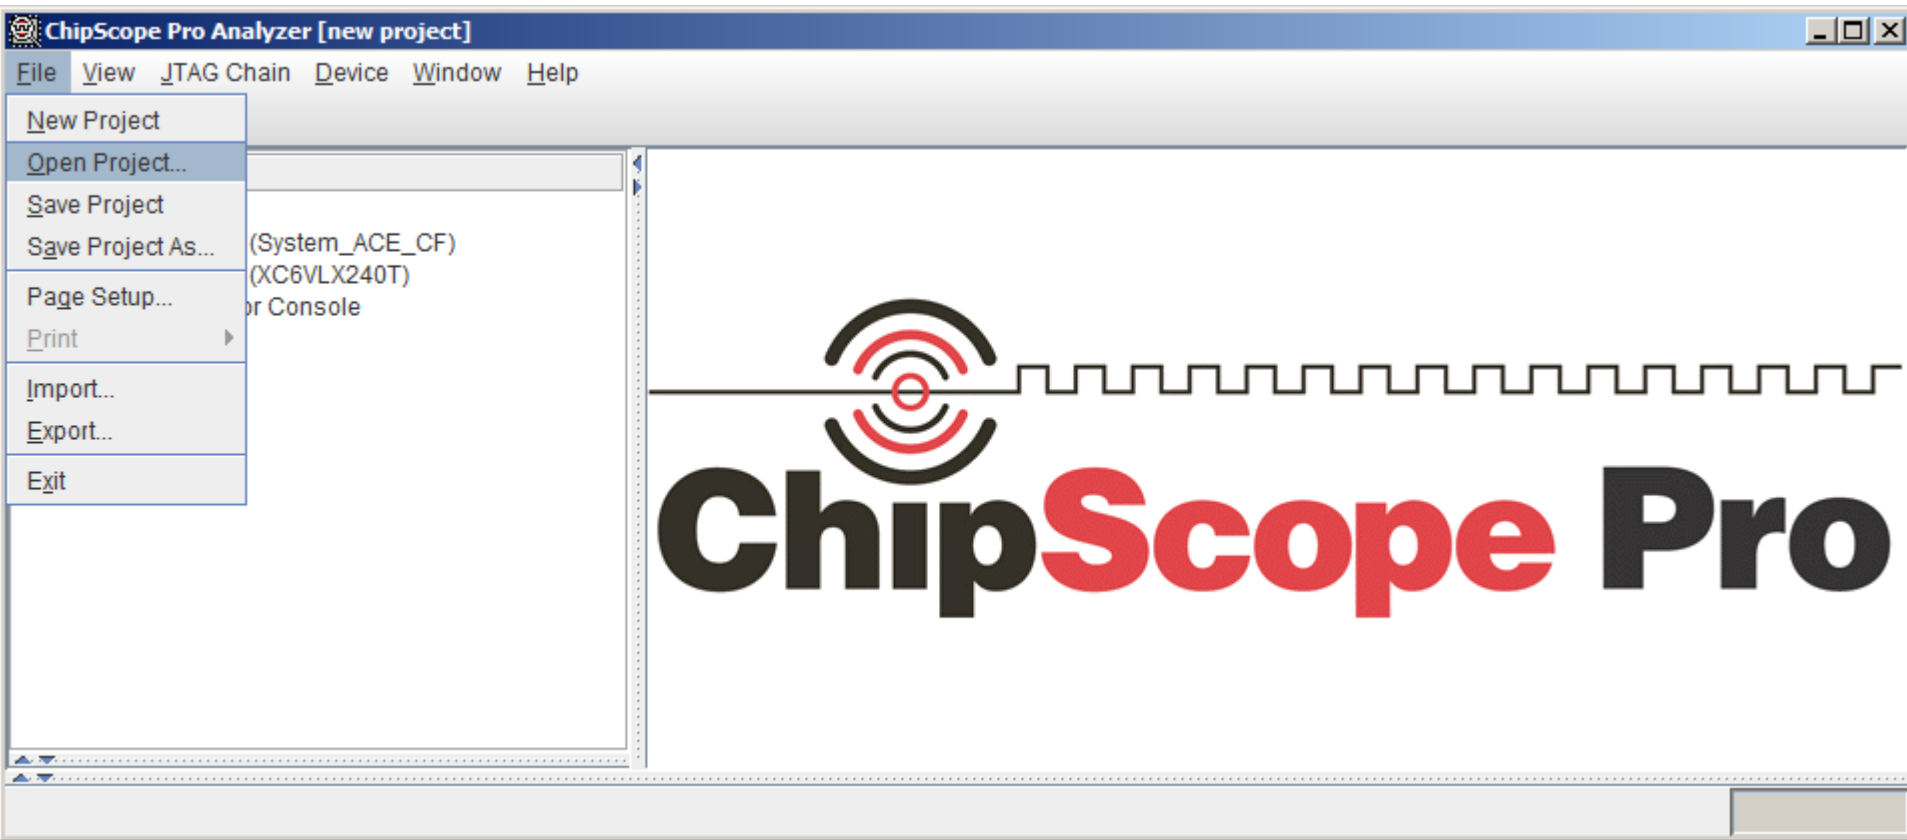 ChipScope Pro Analyzer [new project]
File View JTAG Chain Device Window Help
New Project
Open Project...
Save Project
Save Project As...
Page Setup...
Print
Import...
Export...
Exit
(System_ACE_CF)
(XC6VLX240T)
or Console
ChipScope Pro